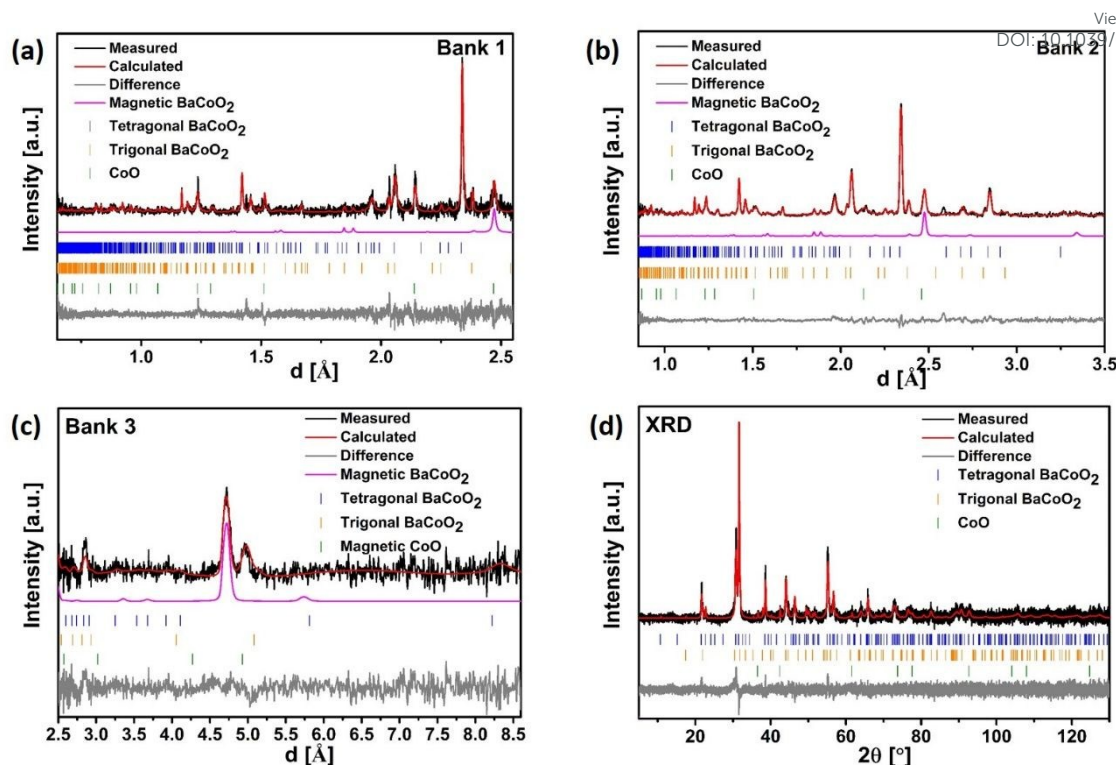 Vie
DOI: 10.1039/
(a)
Bank 1
Measured
Calculated
Difference
Magnetic BaCoO2
Tetragonal BaCoO2
Trigonal BaCoO2
CoO
Intensity [a.u.]
1.0 1.5 2.0 2.5
d [Å]
(b)
Bank 2
Measured
Calculated
Difference
Magnetic BaCoO2
Tetragonal BaCoO2
Trigonal BaCoO2
CoO
Intensity [a.u.]
1.0 1.5 2.0 2.5 3.0 3.5
d [Å]
(c)
Bank 3
Measured
Calculated
Difference
Magnetic BaCoO2
Tetragonal BaCoO2
Trigonal BaCoO2
Magnetic CoO
Intensity [a.u.]
2.5 3.0 3.5 4.0 4.5 5.0 5.5 6.0 6.5 7.0 7.5 8.0 8.5
d [Å]
(d)
XRD
Measured
Calculated
Difference
Tetragonal BaCoO2
Trigonal BaCoO2
CoO
Intensity [a.u.]
20 40 60 80 100 120
2θ [°]